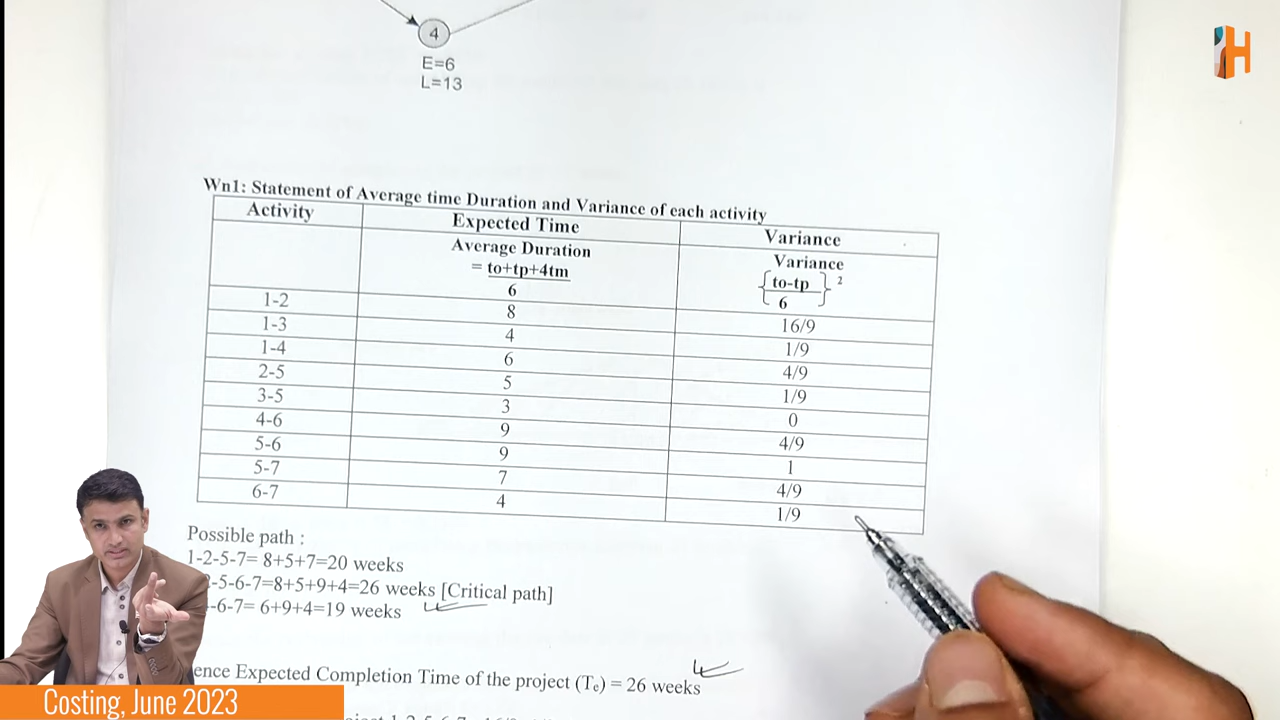 4
E=6
L=13
H
Wn1: Statement of Average time Duration and Variance of each activity
Activity Expected Time Variance
Average Duration Variance
= to+tp+4tm {to-tp}²
6 6
1-2 8 16/9
1-3 4 1/9
1-4 6 4/9
2-5 5 1/9
3-5 3 0
4-6 9 4/9
5-6 9 1
5-7 7 4/9
6-7 4 1/9
Possible path :
1-2-5-7= 8+5+7=20 weeks
-5-6-7=8+5+9+4=26 weeks [Critical path]
-6-7= 6+9+4=19 weeks
ence Expected Completion Time of the project (Te) = 26 weeks
Costing, June 2023